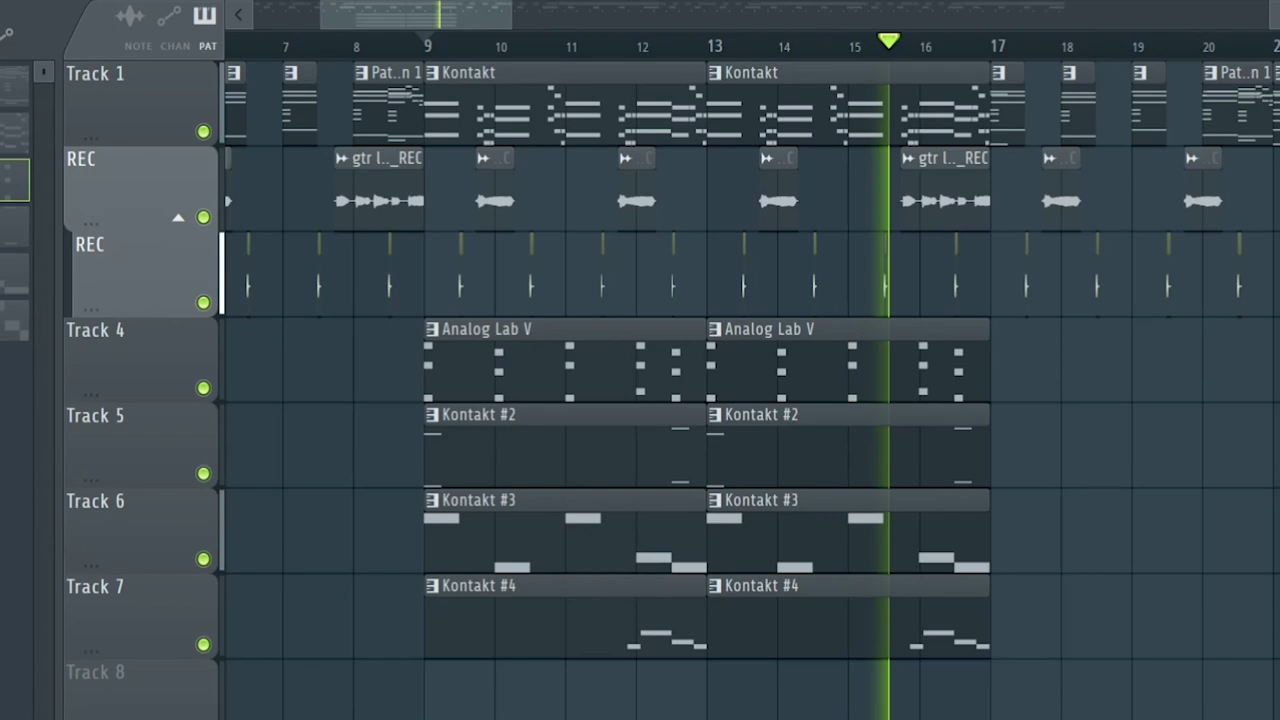 NOTE CHAN PAT
7 8 9 10 11 12 13 14 15 16 17 18 19 20
Track 1 Pat..n 1 Kontakt Kontakt Pat..n 1
REC gtr l.._REC ..C ..C ..C gtr l.._REC ..C ..C
REC
Track 4 Analog Lab V Analog Lab V
Track 5 Kontakt #2 Kontakt #2
Track 6 Kontakt #3 Kontakt #3
Track 7 Kontakt #4 Kontakt #4
Track 8